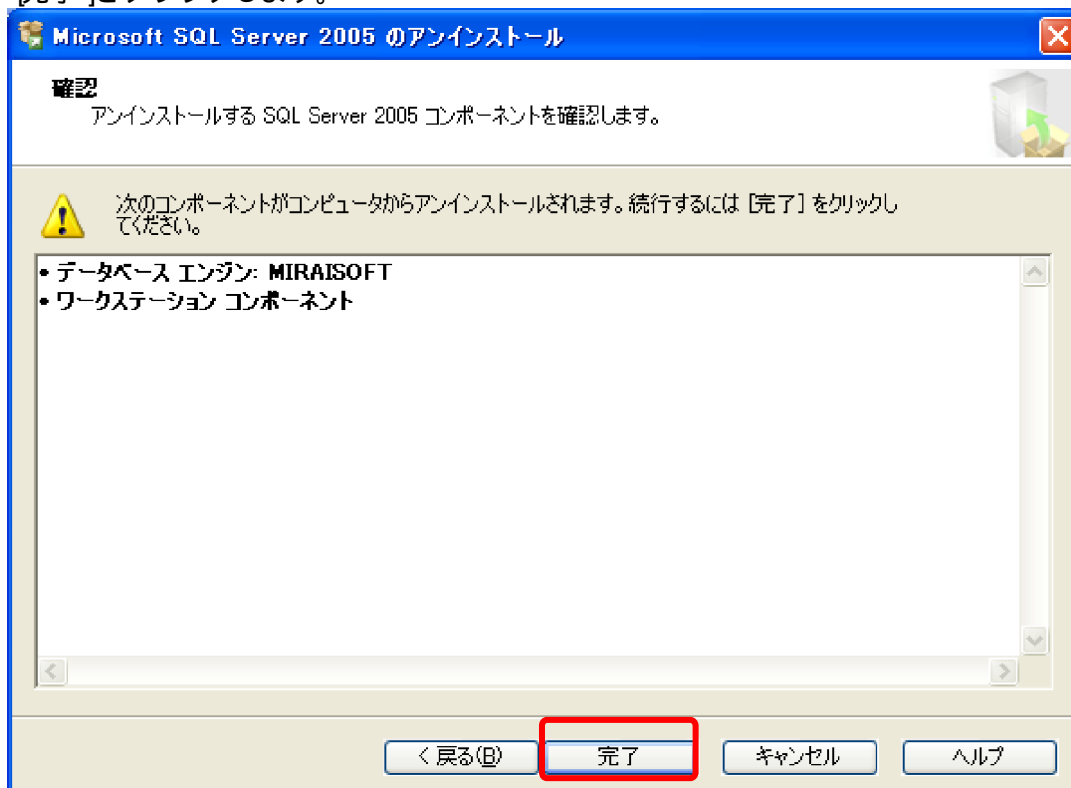 Microsoft SQL Server 2005 のアンインストール
確認
アンインストールする SQL Server 2005 コンポーネントを確認します。
次のコンポーネントがコンピュータからアンインストールされます。続行するには [完了] をクリックし
てください。
• データベース エンジン: MIRAISOFT
• ワークステーション コンポーネント
< 戻る(B)
完了
キャンセル
ヘルプ